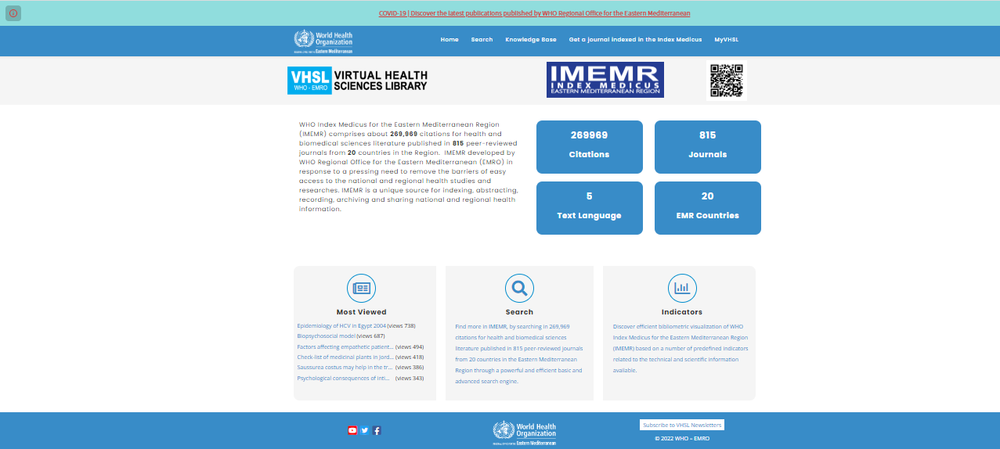 COVID-19 | Discover the latest publications published by WHO Regional Office for the Eastern Mediterranean
World Health
Organization
Eastern Mediterranean
Home Search Knowledge Base Get a journal indexed in the Index Medicus MyVHSL
VHSL
WHO - EMRO
VIRTUAL HEALTH
SCIENCES LIBRARY
IMEMR
INDEX MEDICUS
EASTERN MEDITERRANEAN REGION
WHO Index Medicus for the Eastern Mediterranean Region
(IMEMR) comprises about 269,969 citations for health and
biomedical sciences literature published in 815 peer-reviewed
journals from 20 countries in the Region. IMEMR developed by
WHO Regional Office for the Eastern Mediterranean (EMRO) in
response to a pressing need to remove the barriers of easy
access to the national and regional health studies and
researches. IMEMR is a unique source for indexing, abstracting,
recording, archiving and sharing national and regional health
information.
269969
Citations
815
Journals
5
Text Language
20
EMR Countries
Most Viewed
Epidemiology of HCV in Egypt 2004 (views 738)
Biopsychosocial model (views 687)
Factors affecting empathetic patient... (views 494)
Check-list of medicinal plants in Jord... (views 418)
Saussurea costus may help in the tr... (views 386)
Psychological consequences of inti... (views 343)
Search
Find more in IMEMR, by searching in 269,969
citations for health and biomedical sciences
literature published in 815 peer-reviewed journals
from 20 countries in the Eastern Mediterranean
Region through a powerful and efficient basic and
advanced search engine.
Indicators
Discover efficient bibliometric visualization of WHO
Index Medicus for the Eastern Mediterranean Region
(IMEMR) based on a number of predefined indicators
related to the technical and scientific information
available.
World Health
Organization
Eastern Mediterranean
Subscribe to VHSL Newsletters
© 2022 WHO – EMRO